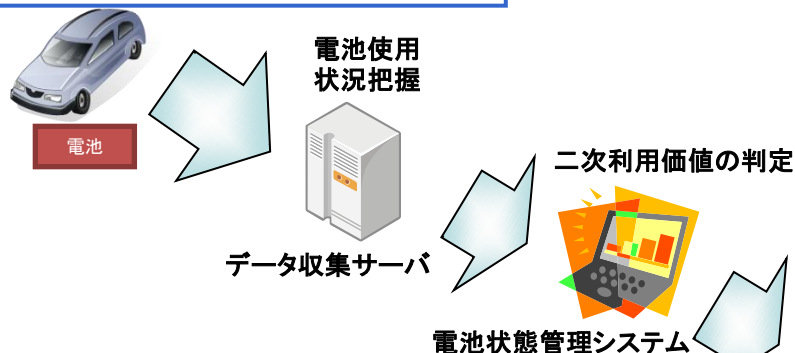 電池使用
状況把握
電池
二次利用価値の判定
データ収集サーバ
電池状態管理システム